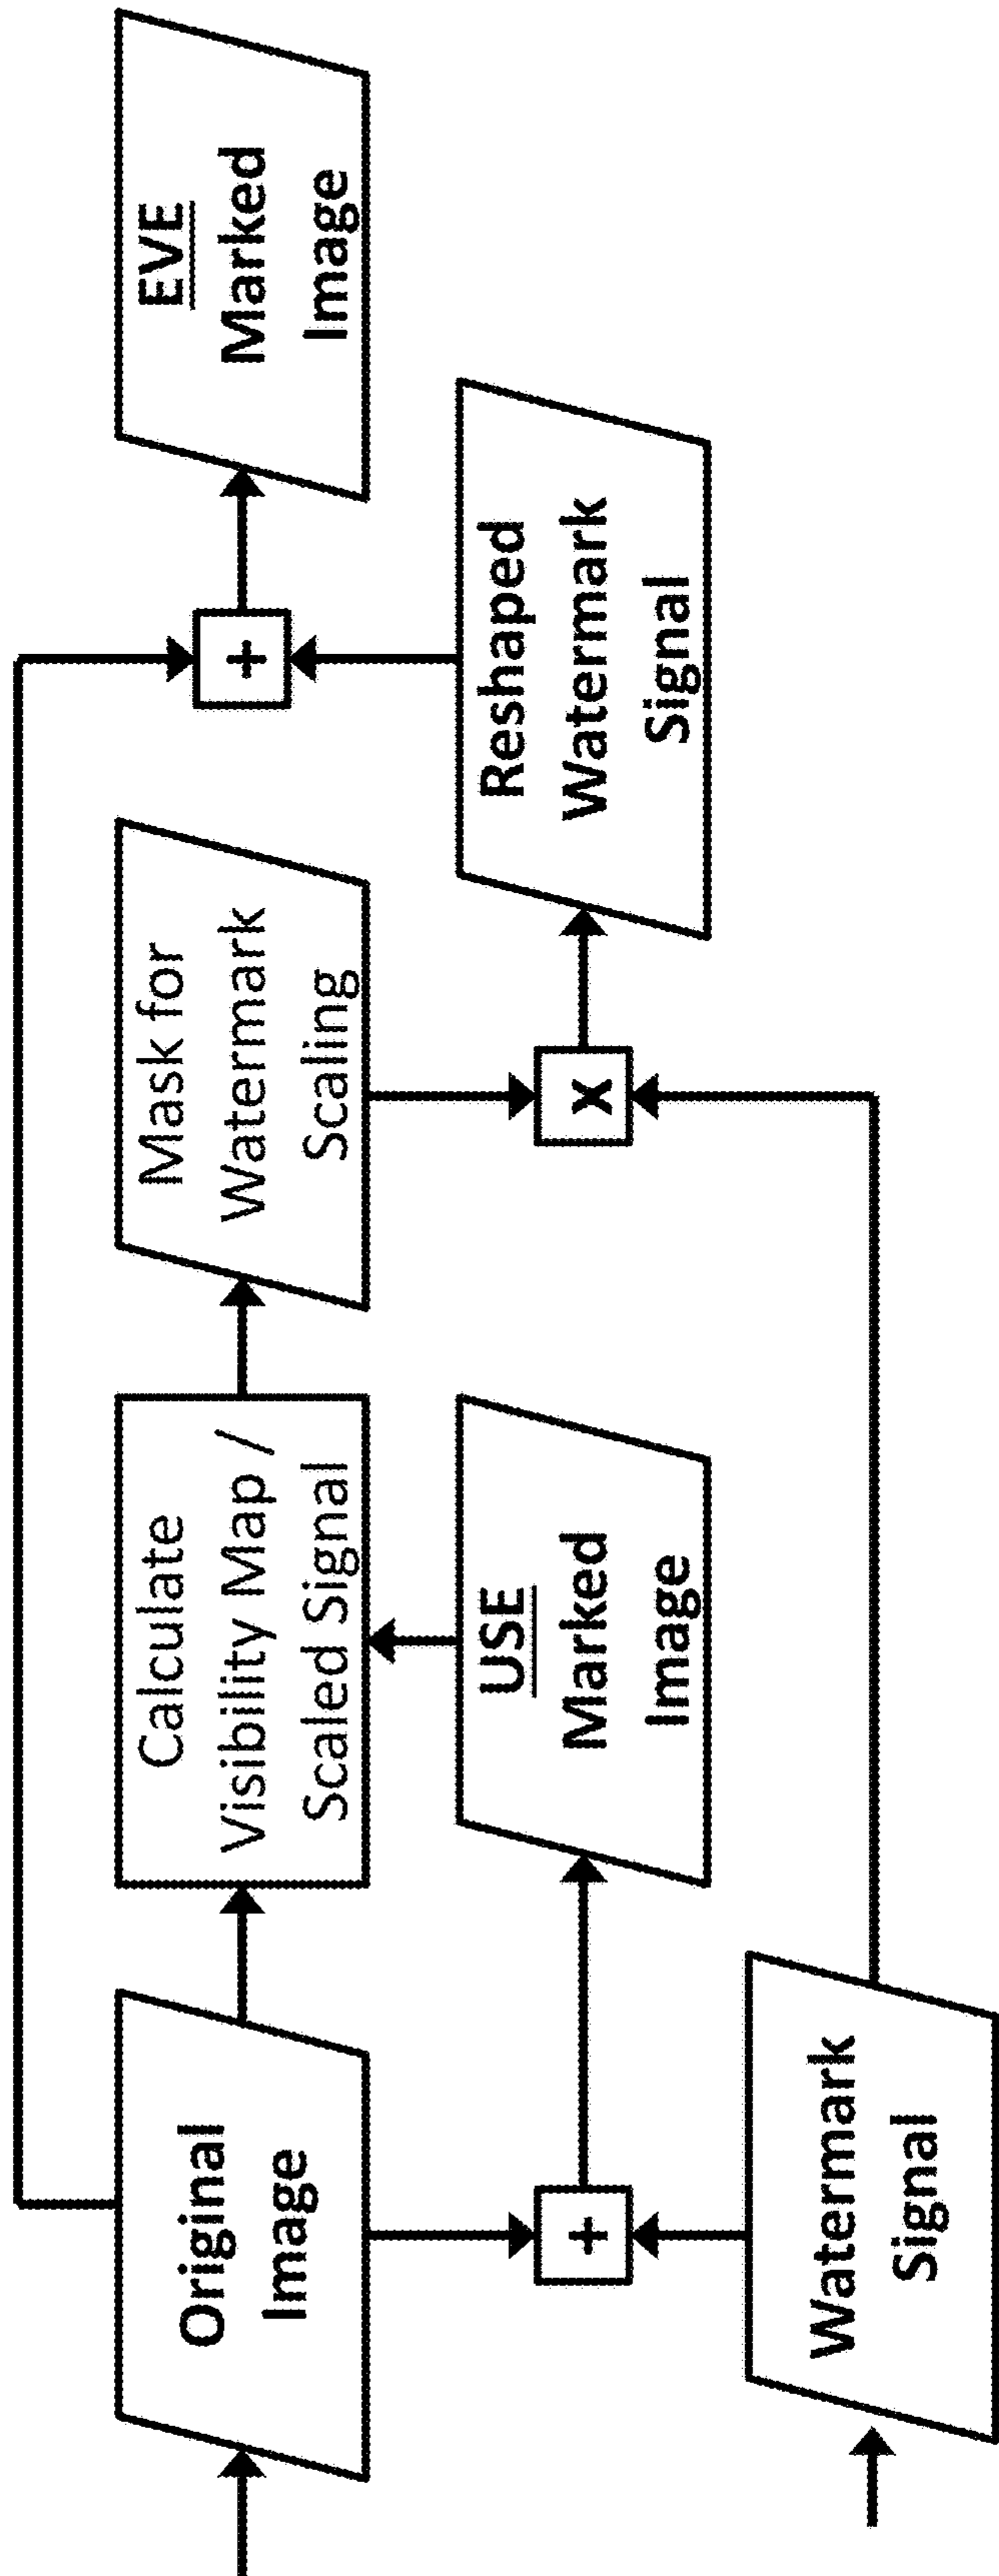 Original
Image
Calculate
Visibility Map /
Scaled Signal
Mask for
Watermark
Scaling
+
EVE
Marked
Image
+
USE
Marked
Image
X
Reshaped
Watermark
Signal
Watermark
Signal